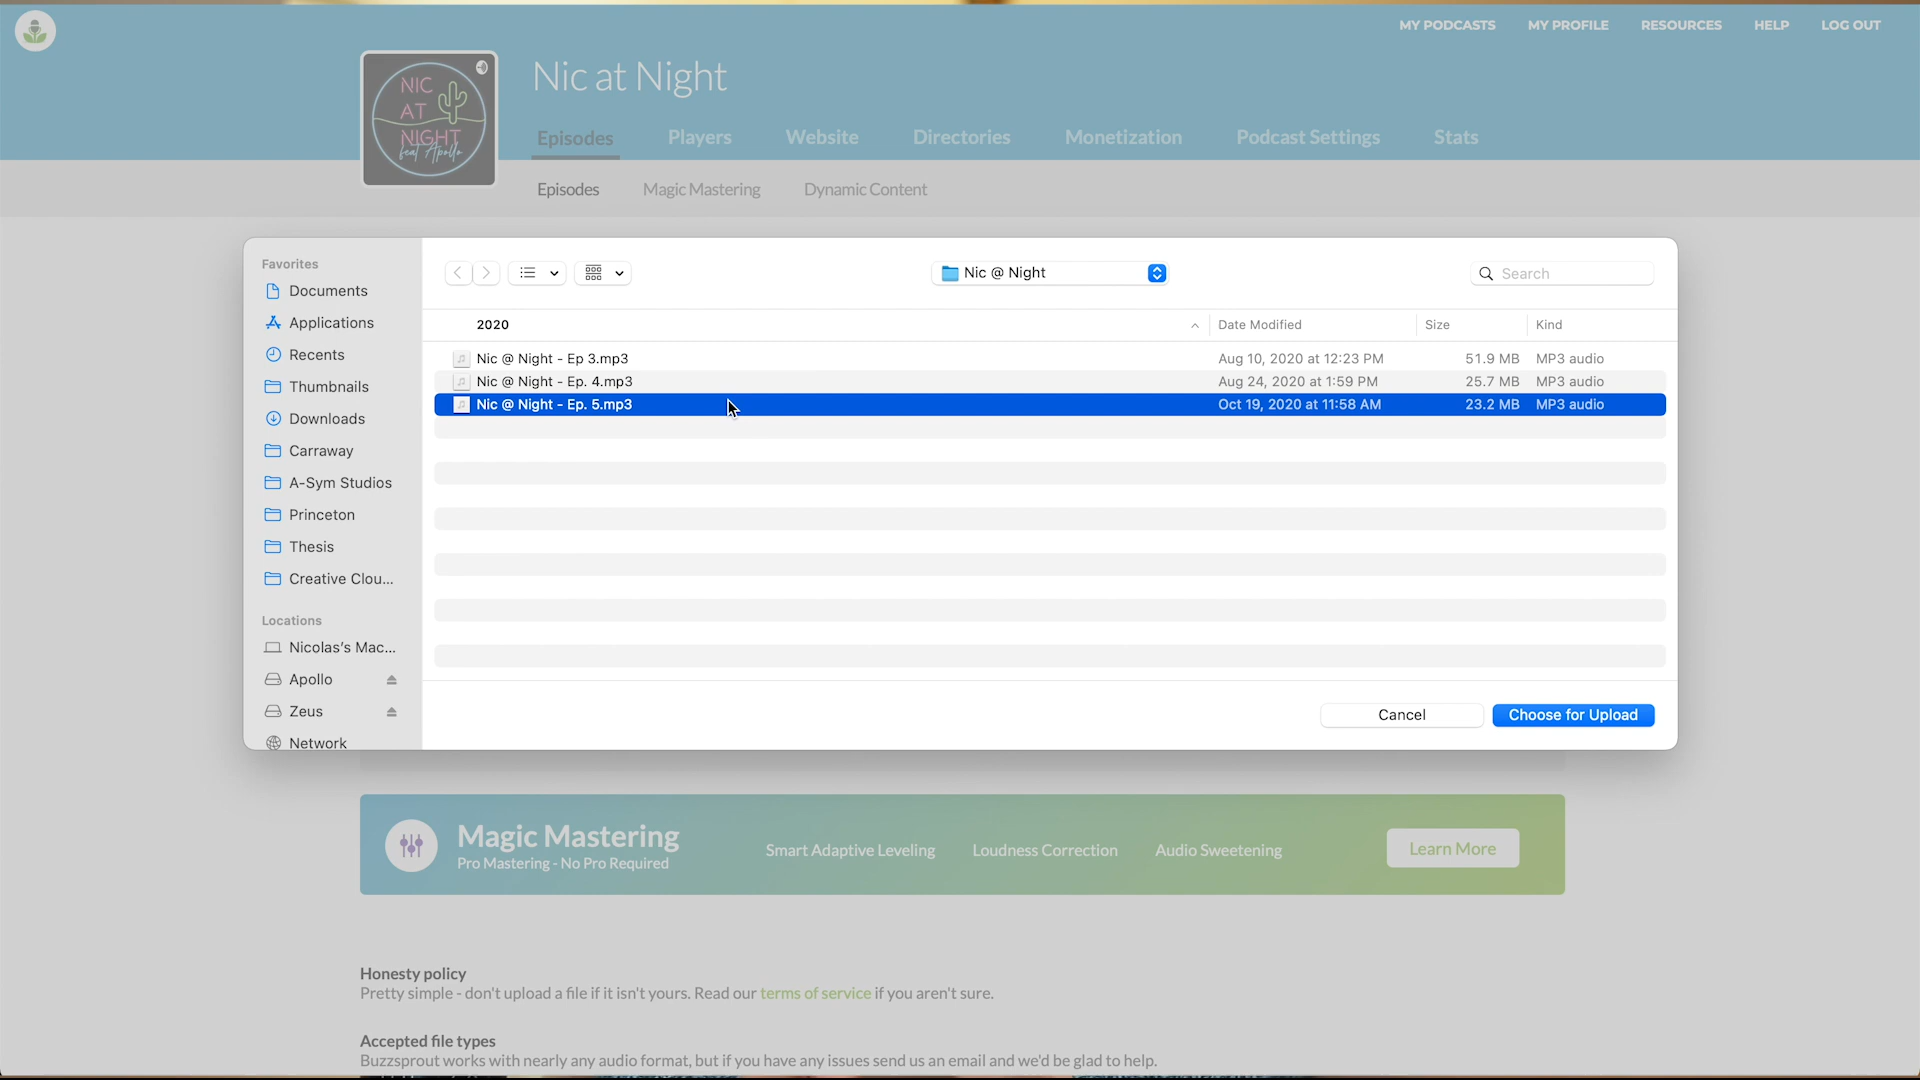 MY PODCASTS MY PROFILE RESOURCES HELP LOG OUT
NIC
AT
NIGHT
feat Apollo
Nic at Night
Episodes Players Website Directories Monetization Podcast Settings Stats
Episodes Magic Mastering Dynamic Content
Favorites
Documents
Applications
Recents
Thumbnails
Downloads
Carraway
A-Sym Studios
Princeton
Thesis
Creative Clou...
Locations
Nicolas's Mac...
Apollo
Zeus
Network
Nic @ Night
Search
2020 Date Modified Size Kind
Nic @ Night - Ep 3.mp3 Aug 10, 2020 at 12:23 PM 51.9 MB MP3 audio
Nic @ Night - Ep. 4.mp3 Aug 24, 2020 at 1:59 PM 25.7 MB MP3 audio
Nic @ Night - Ep. 5.mp3 Oct 19, 2020 at 11:58 AM 23.2 MB MP3 audio
Cancel Choose for Upload
Magic Mastering
Pro Mastering - No Pro Required
Smart Adaptive Leveling Loudness Correction Audio Sweetening Learn More
Honesty policy
Pretty simple - don't upload a file if it isn't yours. Read our terms of service if you aren't sure.
Accepted file types
Buzzsprout works with nearly any audio format, but if you have any issues send us an email and we'd be glad to help.